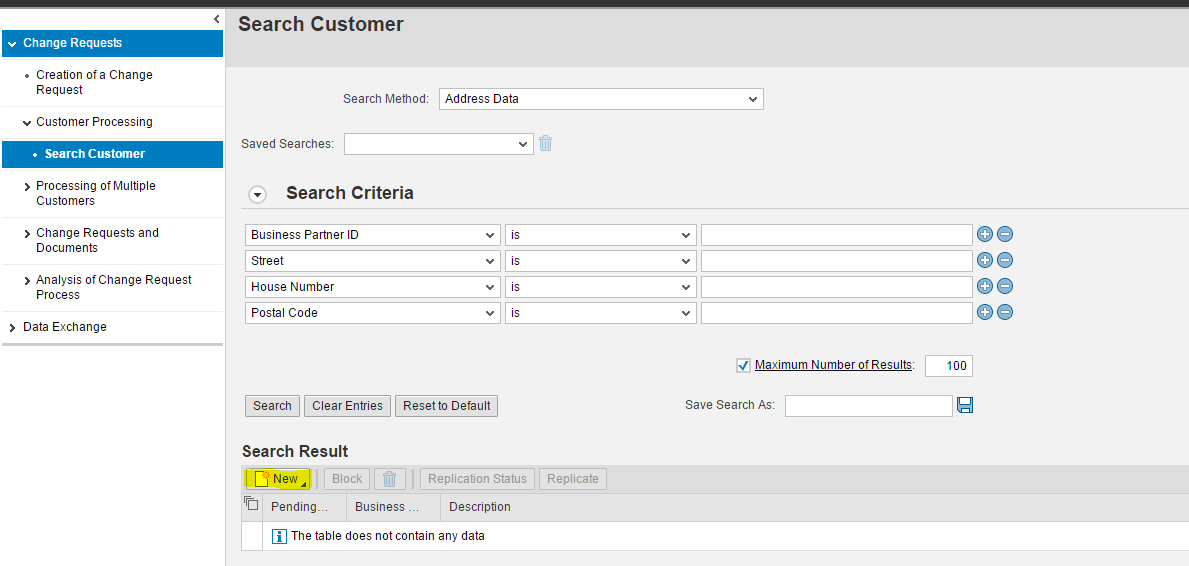 Search Customer
Change Requests
Creation of a Change
Request
Customer Processing
Search Customer
Processing of Multiple
Customers
Change Requests and
Documents
Analysis of Change Request
Process
Data Exchange
Search Method: Address Data
Saved Searches:
Search Criteria
Business Partner ID is
Street is
House Number is
Postal Code is
Maximum Number of Results: 100
Search Clear Entries Reset to Default Save Search As:
Search Result
New Block Replication Status Replicate
Pending... Business ... Description
The table does not contain any data